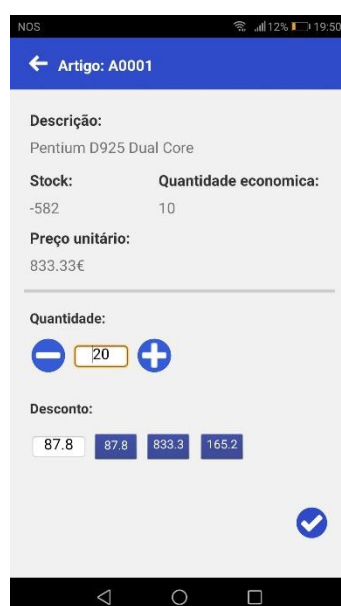 NOS 12% 19:50
Artigo: A0001
Descrição:
Pentium D925 Dual Core
Stock: Quantidade economica:
-582 10
Preço unitário:
833.33€
Quantidade:
20
Desconto:
87.8 87.8 833.3 165.2